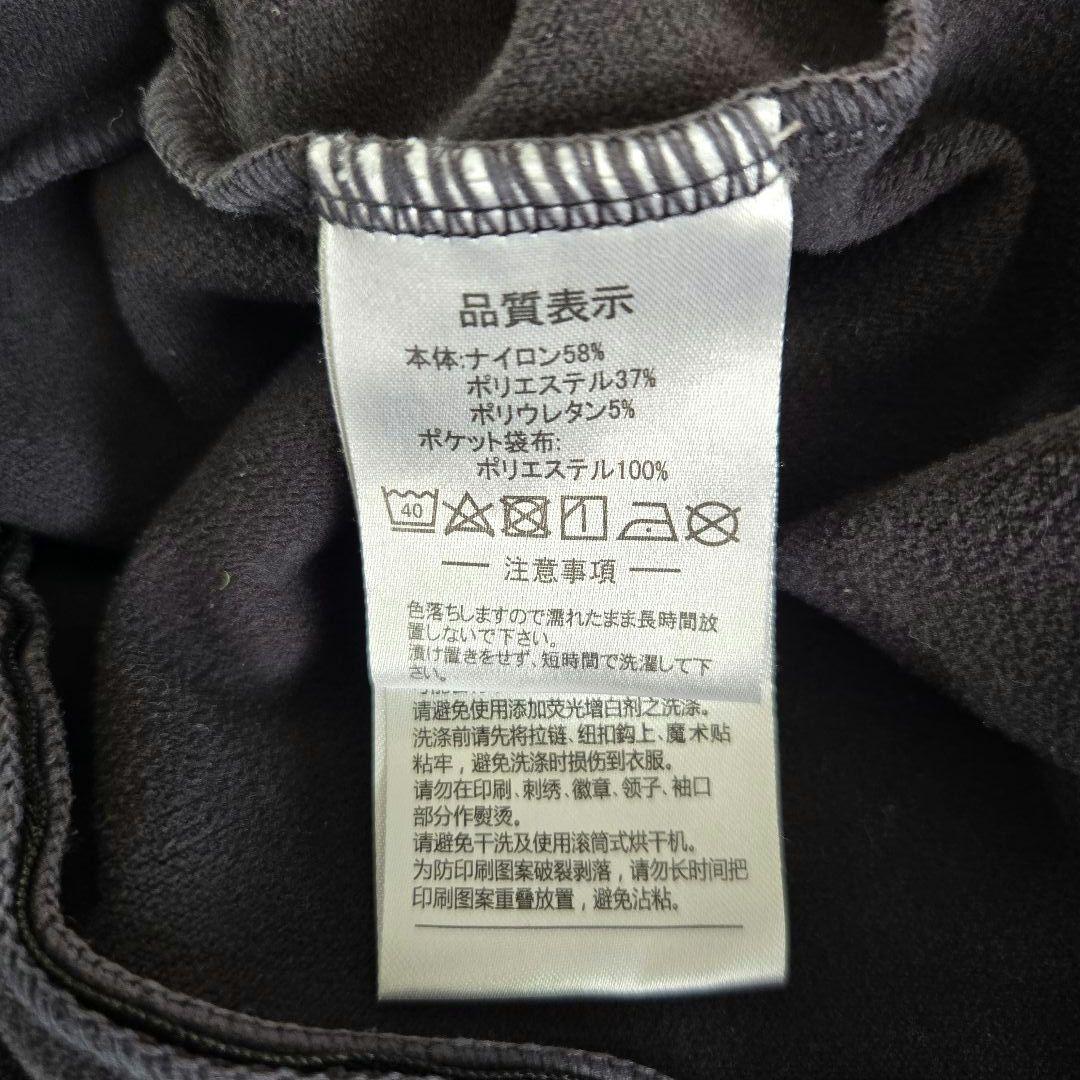 品質表示
本体:ナイロン58%
ポリエステル37%
ポリウレタン5%
ポケット袋布:
ポリエステル100%
40
注意事項
色落ちしますので濡れたまま長時間放
置しないで下さい。
漬け置きをせず、短時間で洗濯して下
さい。
请避免使用添加荧光增白剂之洗涤。
洗涤前请先将拉链、纽扣鈎上、魔术贴
粘牢，避免洗涤时损伤到衣服。
请勿在印刷、刺绣、徽章、领子、袖口
部分作熨烫。
请避免干洗及使用滚筒式烘干机。
为防印刷图案破裂剥落，请勿长时间把
印刷图案重叠放置，避免沾粘。